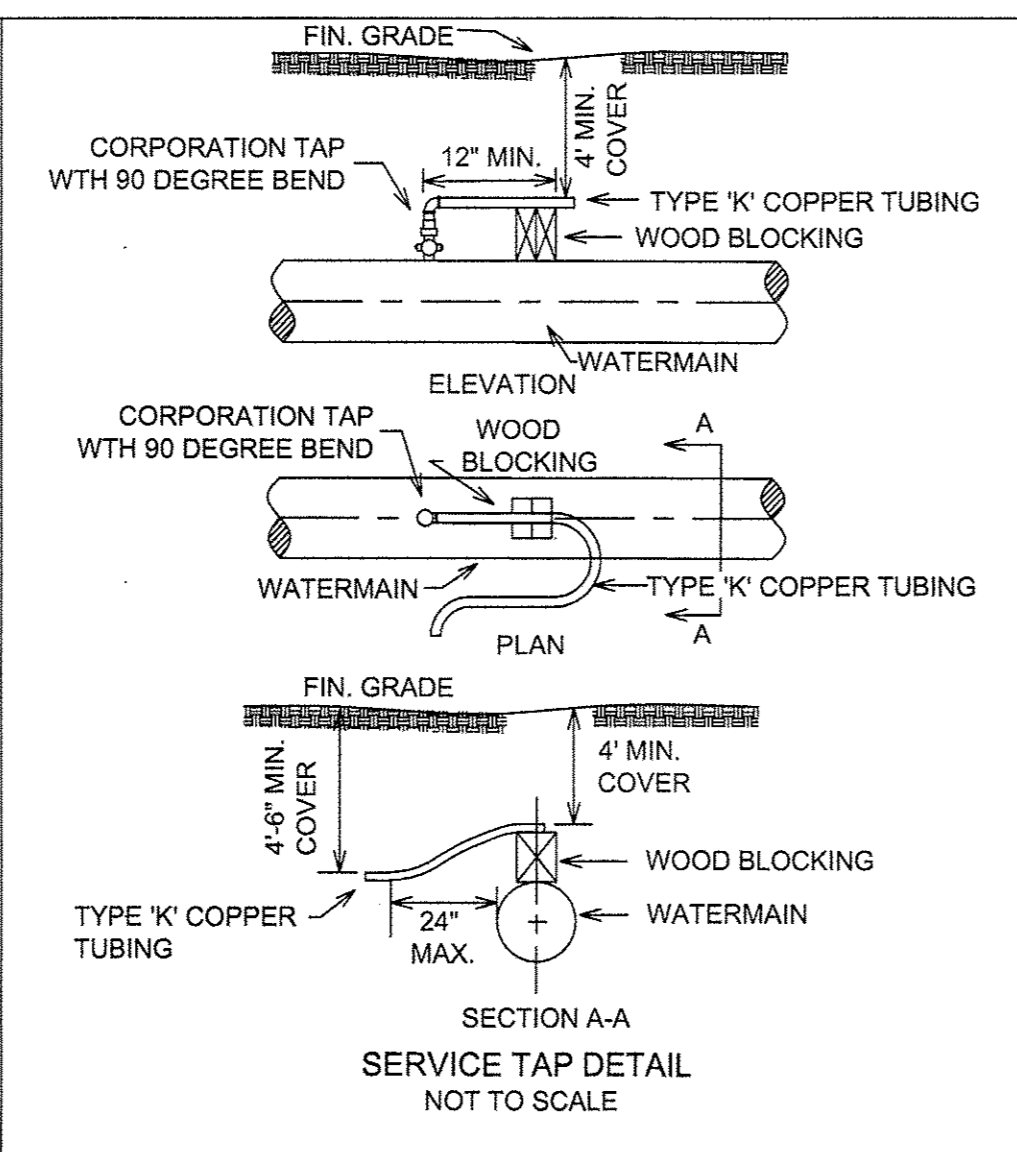 FIN. GRADE
4' MIN.
COVER
CORPORATION TAP
WTH 90 DEGREE BEND
12" MIN.
TYPE 'K' COPPER TUBING
WOOD BLOCKING
WATERMAIN
ELEVATION
CORPORATION TAP
WTH 90 DEGREE BEND
WOOD
BLOCKING
A
WATERMAIN
TYPE 'K' COPPER TUBING
A
PLAN
FIN. GRADE
4'-6" MIN.
COVER
4' MIN.
COVER
WOOD BLOCKING
TYPE 'K' COPPER
TUBING
24"
MAX.
WATERMAIN
SECTION A-A
SERVICE TAP DETAIL
NOT TO SCALE